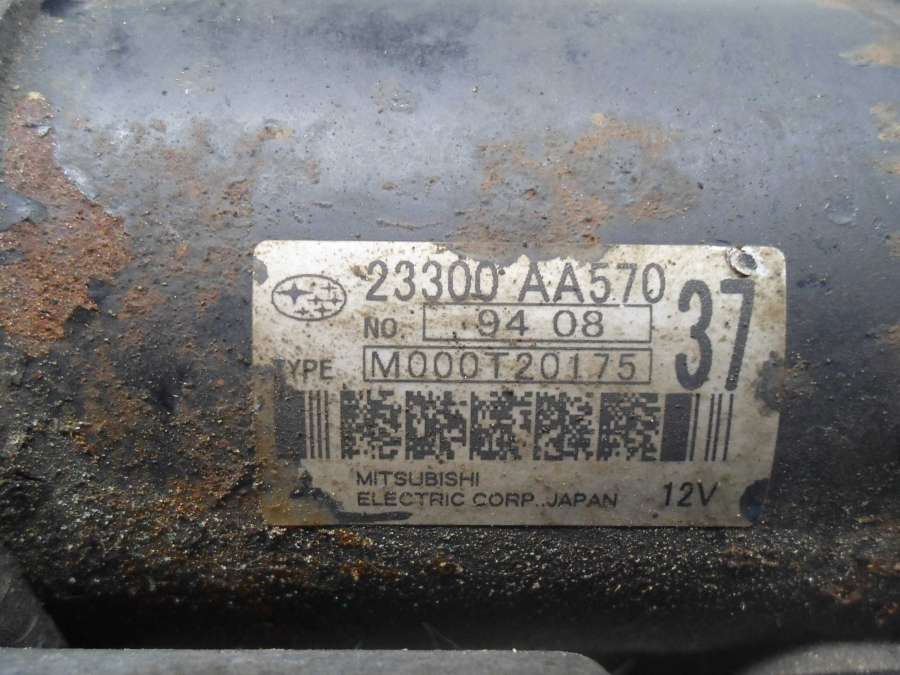 23300 AA570
37
NO. 94 08
TYPE M000T20175
MITSUBISHI
ELECTRIC CORP. JAPAN 12V